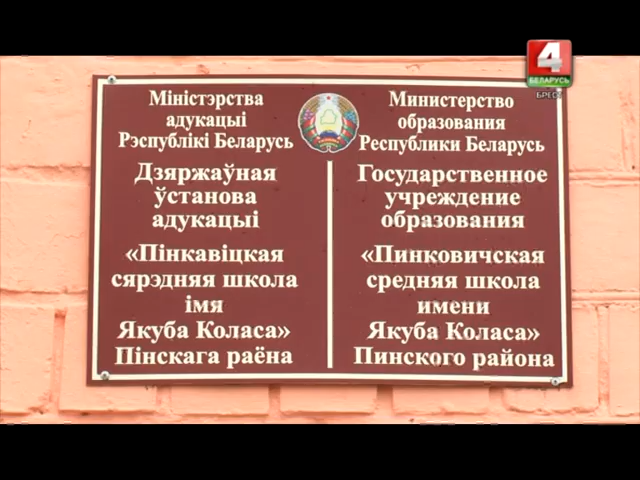 4
БЕЛАРУСЬ
БРЕСТ
Міністэрства
адукацыі
Рэспублікі Беларусь
Дзяржаўная
ўстанова
адукацыі
«Пінкавіцкая
сярэдняя школа
імя
Якуба Коласа»
Пінскага раёна
Министерство
образования
Республики Беларусь
Государственное
учреждение
образования
«Пинковичская
средняя школа
имени
Якуба Коласа»
Пинского района